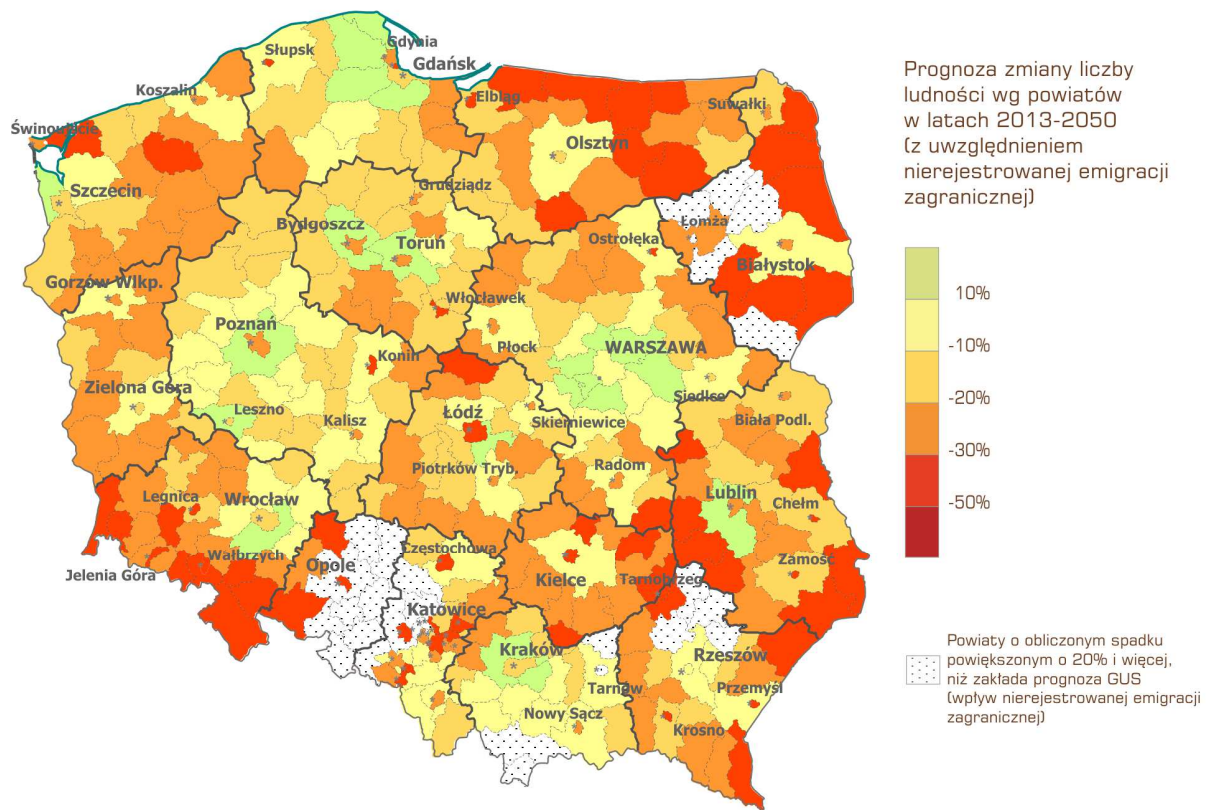 Gdynia
Słupsk
Gdańsk
Koszalin
Elbląg
Suwałki
Świnoujście
Olsztyn
Szczecin
Grudziądz
Łomża
Bydgoszcz
Ostrołęka
Toruń
Białystok
Gorzów Wlkp.
Włocławek
Poznań
WARSZAWA
Konin
Płock
Zielona Góra
Siedlce
Leszno
Łódź
Kalisz
Skierniewice
Biała Podl.
Piotrków Tryb.
Radom
Legnica
Wrocław
Lublin
Chełm
Częstochowa
Wałbrzych
Opole
Zamość
Jelenia Góra
Kielce
Tarnobrzeg
Katowice
Kraków
Rzeszów
Tarnów
Przemyśl
Nowy Sącz
Krosno
Prognoza zmiany liczby
ludności wg powiatów
w latach 2013-2050
(z uwzględnieniem
nierejestrowanej emigracji
zagranicznej)
10%
-10%
-20%
-30%
-50%
Powiaty o obliczonym spadku
powiększonym o 20% i więcej,
niż zakłada prognoza GUS
(wpływ nierejestrowanej emigracji
zagranicznej)